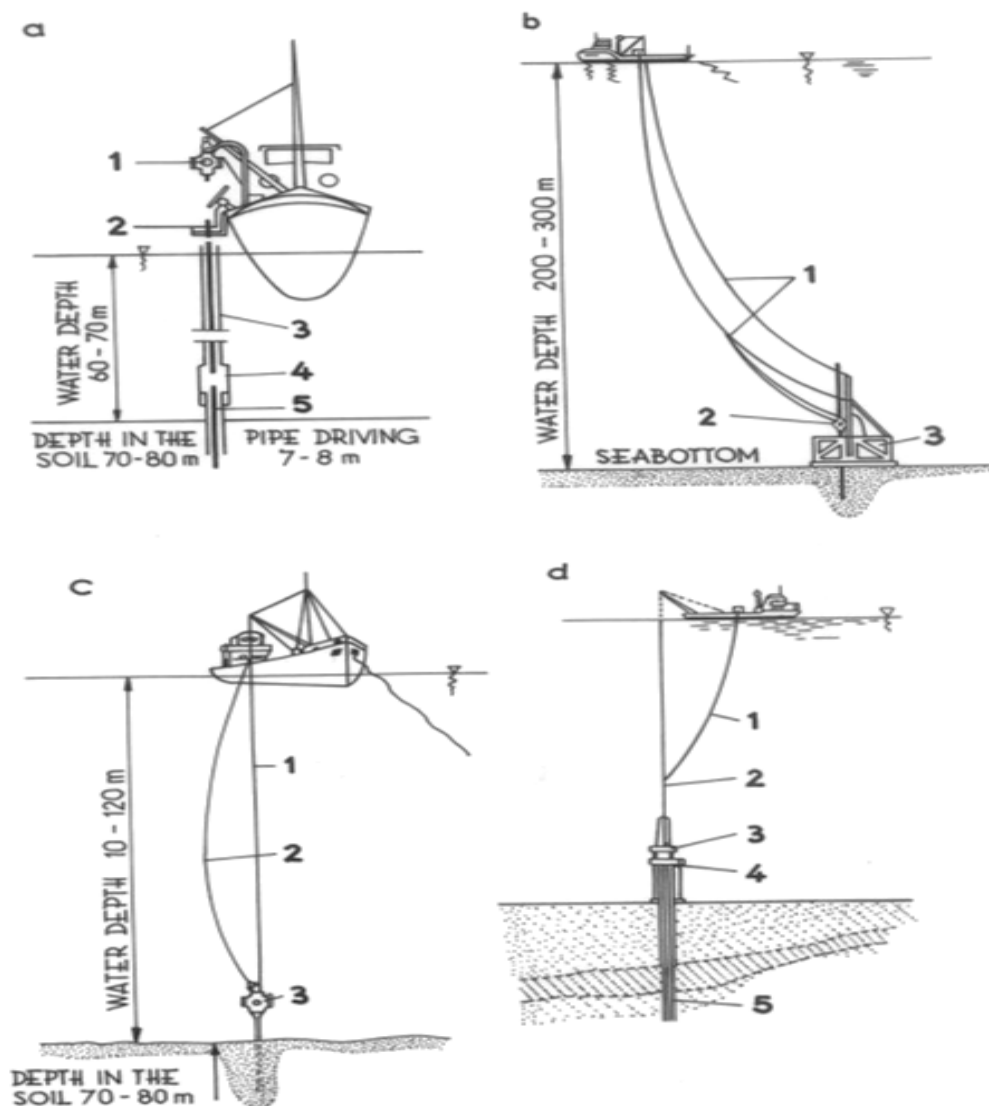 a
1
2
WATER DEPTH
60-70m
3
4
5
DEPTH IN THE
SOIL 70-80 m
PIPE DRIVING
7-8 m
b
WATER DEPTH 200-300 m
1
2
3
SEABOTTOM
c
WATER DEPTH 10-120m
1
2
3
DEPTH IN THE
SOIL 70-80 m
d
1
2
3
4
5